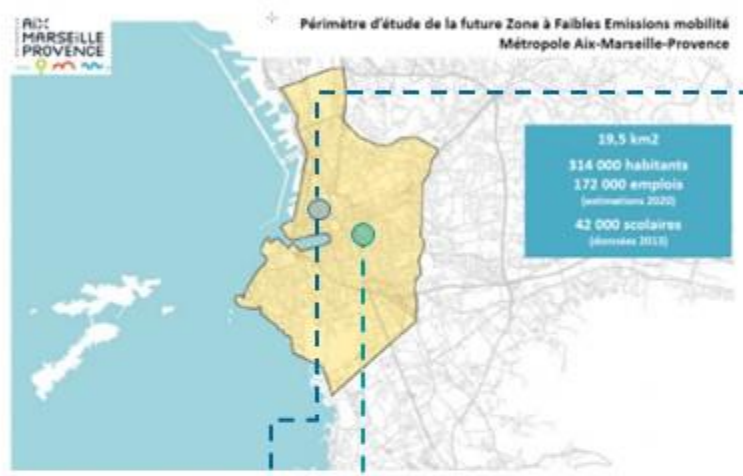 AIX
MARSEILLE
PROVENCE
Périmètre d'étude de la future Zone à Faibles Emissions mobilité
Métropole Aix-Marseille-Provence
19,5 km2
314 000 habitants
172 000 emplois
(estimations 2020)
42 000 scolaires
(données 2013)